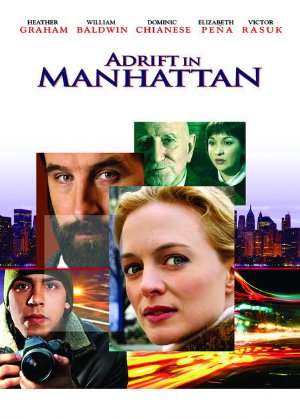 HEATHER WILLIAM DOMINIC ELIZABETH VICTOR
GRAHAM BALDWIN CHIANESE PENA RASUK
ADRIFT IN
MANHATTAN